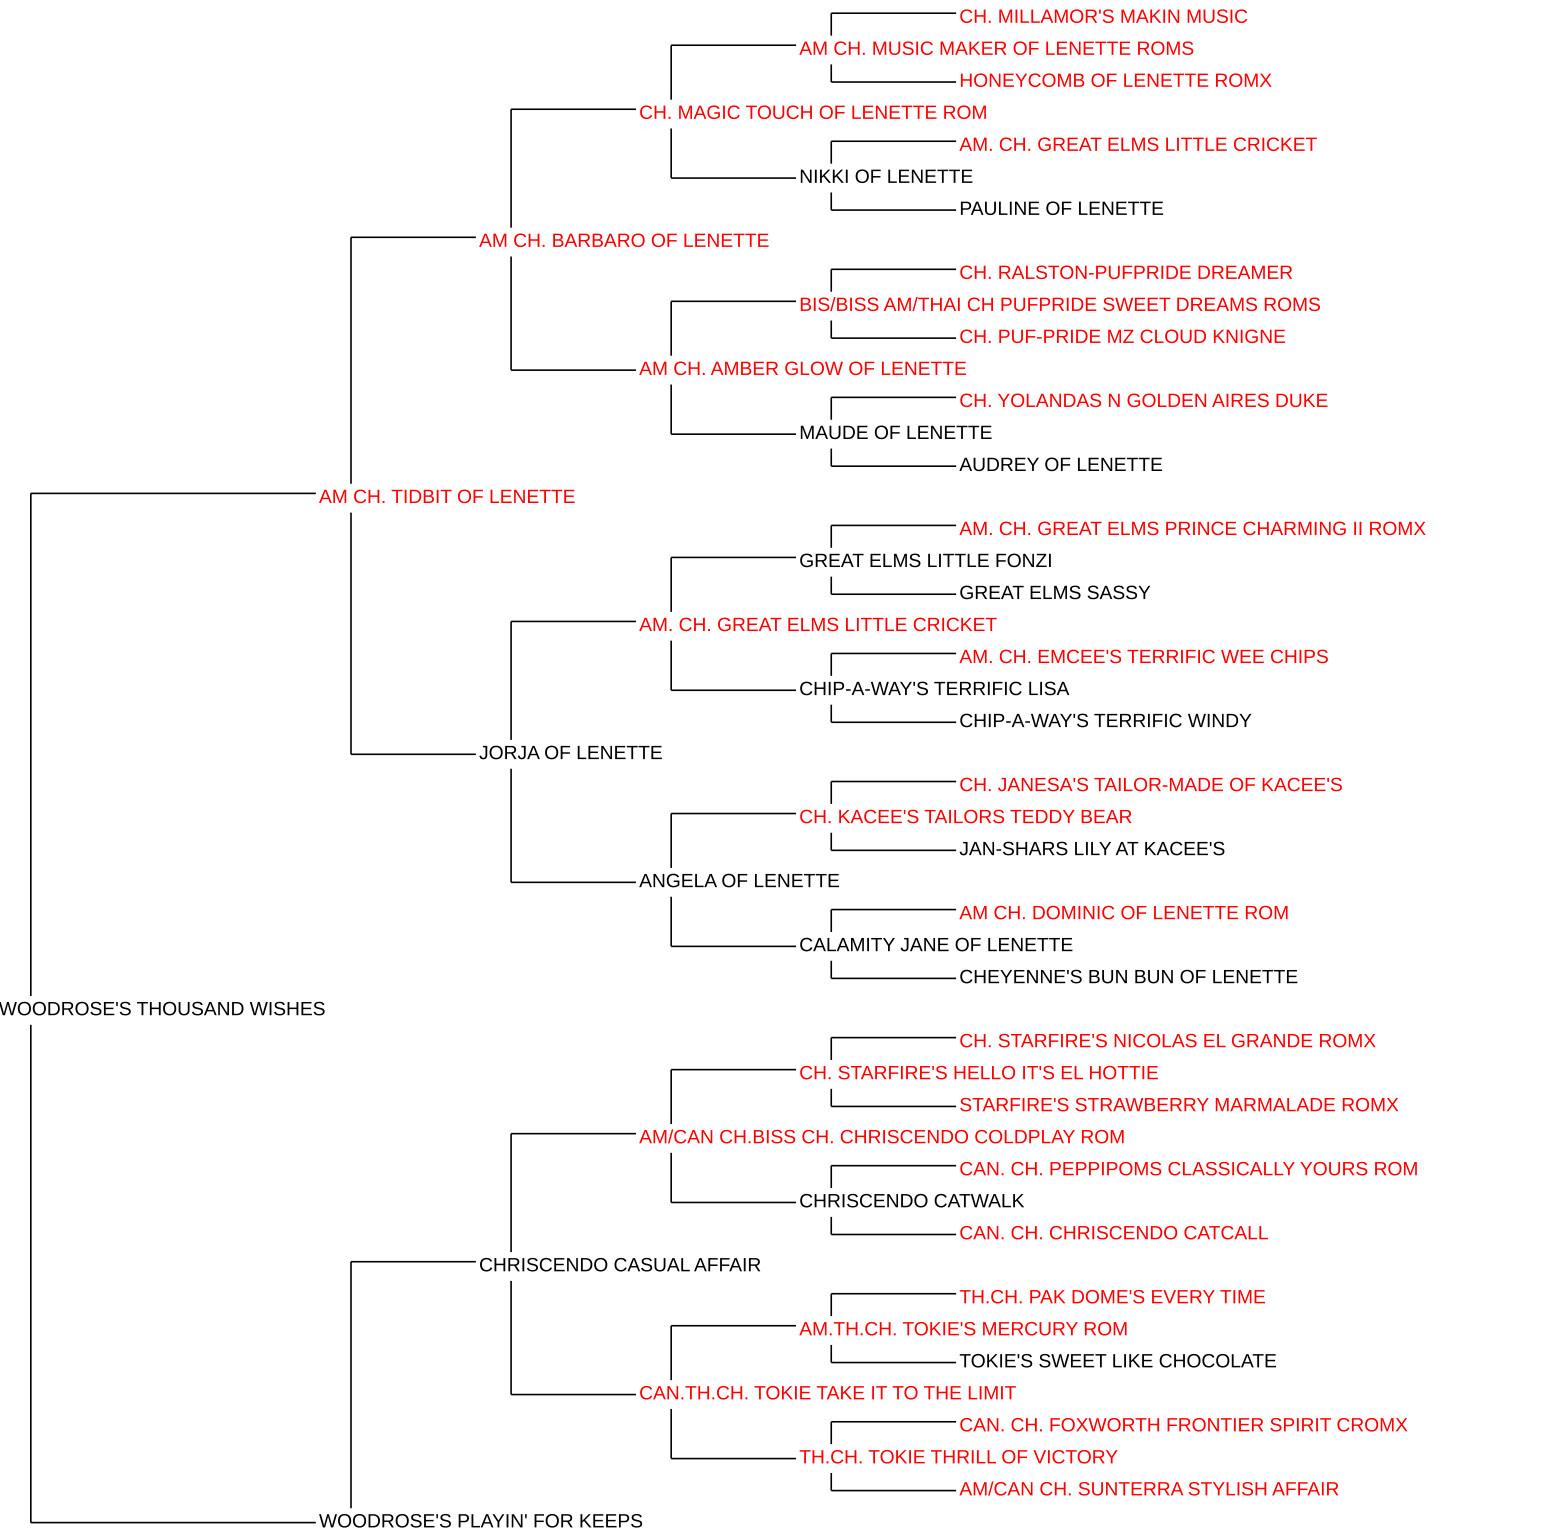 CH. MILLAMOR'S MAKIN MUSIC
AM CH. MUSIC MAKER OF LENETTE ROMS
HONEYCOMB OF LENETTE ROMX
CH. MAGIC TOUCH OF LENETTE ROM
AM. CH. GREAT ELMS LITTLE CRICKET
NIKKI OF LENETTE
PAULINE OF LENETTE
AM CH. BARBARO OF LENETTE
CH. RALSTON-PUFPRIDE DREAMER
BIS/BISS AM/THAI CH PUFPRIDE SWEET DREAMS ROMS
CH. PUF-PRIDE MZ CLOUD KNIGNE
AM CH. AMBER GLOW OF LENETTE
CH. YOLANDAS N GOLDEN AIRES DUKE
MAUDE OF LENETTE
AUDREY OF LENETTE
AM CH. TIDBIT OF LENETTE
AM. CH. GREAT ELMS PRINCE CHARMING II ROMX
GREAT ELMS LITTLE FONZI
GREAT ELMS SASSY
AM. CH. GREAT ELMS LITTLE CRICKET
AM. CH. EMCEE'S TERRIFIC WEE CHIPS
CHIP-A-WAY'S TERRIFIC LISA
CHIP-A-WAY'S TERRIFIC WINDY
JORJA OF LENETTE
CH. JANESA'S TAILOR-MADE OF KACEE'S
CH. KACEE'S TAILORS TEDDY BEAR
JAN-SHARS LILY AT KACEE'S
ANGELA OF LENETTE
AM CH. DOMINIC OF LENETTE ROM
CALAMITY JANE OF LENETTE
CHEYENNE'S BUN BUN OF LENETTE
WOODROSE'S THOUSAND WISHES
CH. STARFIRE'S NICOLAS EL GRANDE ROMX
CH. STARFIRE'S HELLO IT'S EL HOTTIE
STARFIRE'S STRAWBERRY MARMALADE ROMX
AM/CAN CH.BISS CH. CHRISCENDO COLDPLAY ROM
CAN. CH. PEPPIPOMS CLASSICALLY YOURS ROM
CHRISCENDO CATWALK
CAN. CH. CHRISCENDO CATCALL
CHRISCENDO CASUAL AFFAIR
TH.CH. PAK DOME'S EVERY TIME
AM.TH.CH. TOKIE'S MERCURY ROM
TOKIE'S SWEET LIKE CHOCOLATE
CAN.TH.CH. TOKIE TAKE IT TO THE LIMIT
CAN. CH. FOXWORTH FRONTIER SPIRIT CROMX
TH.CH. TOKIE THRILL OF VICTORY
AM/CAN CH. SUNTERRA STYLISH AFFAIR
WOODROSE'S PLAYIN' FOR KEEPS